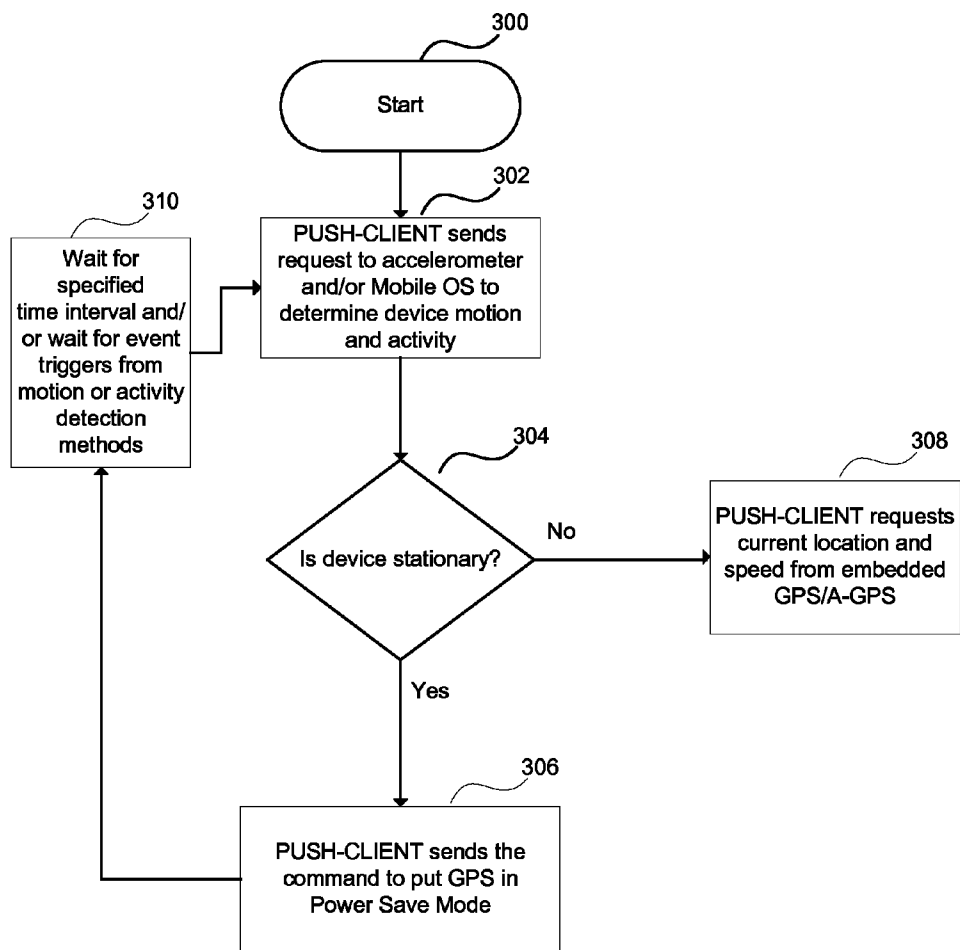 300
Start
302
PUSH-CLIENT sends
request to accelerometer
and/or Mobile OS to
determine device motion
and activity
310
Wait for
specified
time interval and/
or wait for event
triggers from
motion or activity
detection
methods
304
Is device stationary?
No
308
PUSH-CLIENT requests
current location and
speed from embedded
GPS/A-GPS
Yes
306
PUSH-CLIENT sends the
command to put GPS in
Power Save Mode